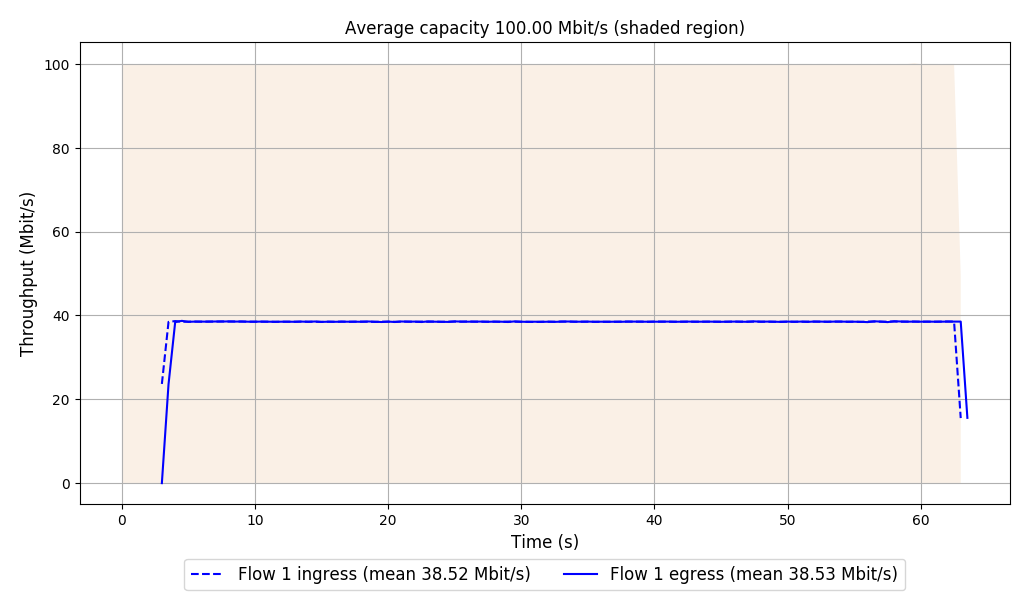 Average capacity 100.00 Mbit/s (shaded region)
Throughput (Mbit/s)
100
80
60
40
20
0
0 10 20 30 40 50 60
Time (s)
Flow 1 ingress (mean 38.52 Mbit/s) Flow 1 egress (mean 38.53 Mbit/s)